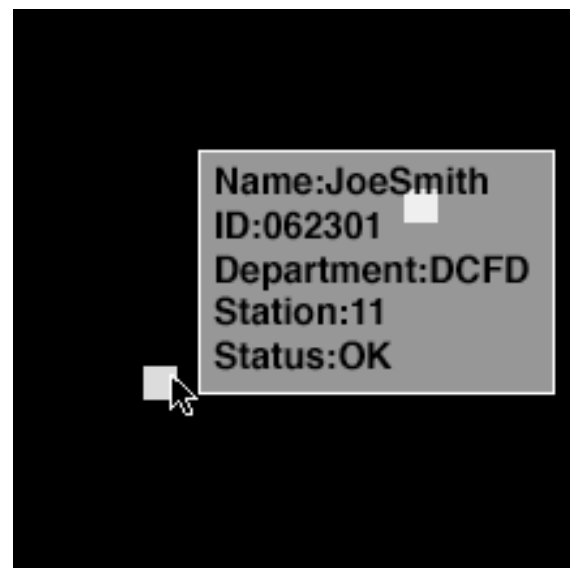 Name:JoeSmith
ID:062301
Department:DCFD
Station:11
Status:OK